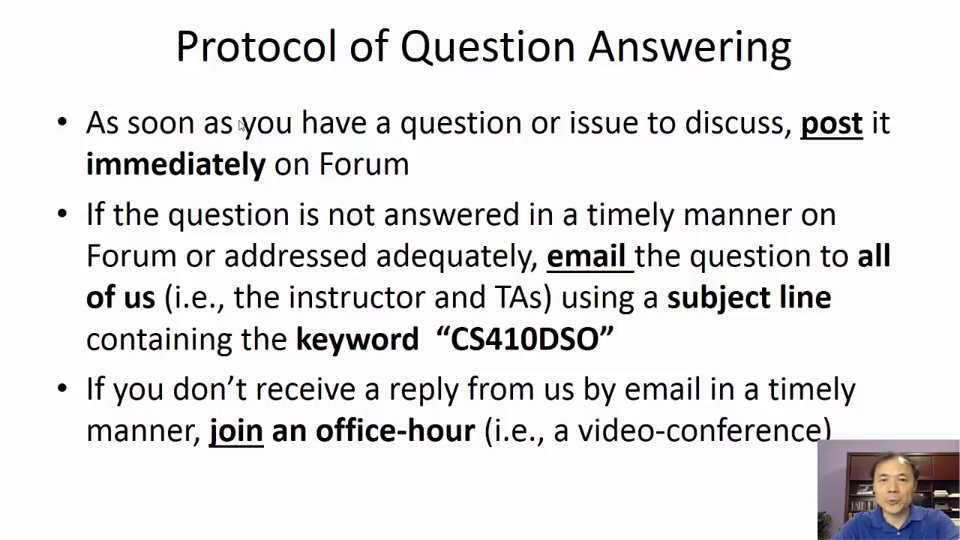 Protocol of Question Answering
• As soon as you have a question or issue to discuss, post it
immediately on Forum
• If the question is not answered in a timely manner on
Forum or addressed adequately, email the question to all
of us (i.e., the instructor and TAs) using a subject line
containing the keyword “CS410DSO”
• If you don’t receive a reply from us by email in a timely
manner, join an office-hour (i.e., a video-conference)